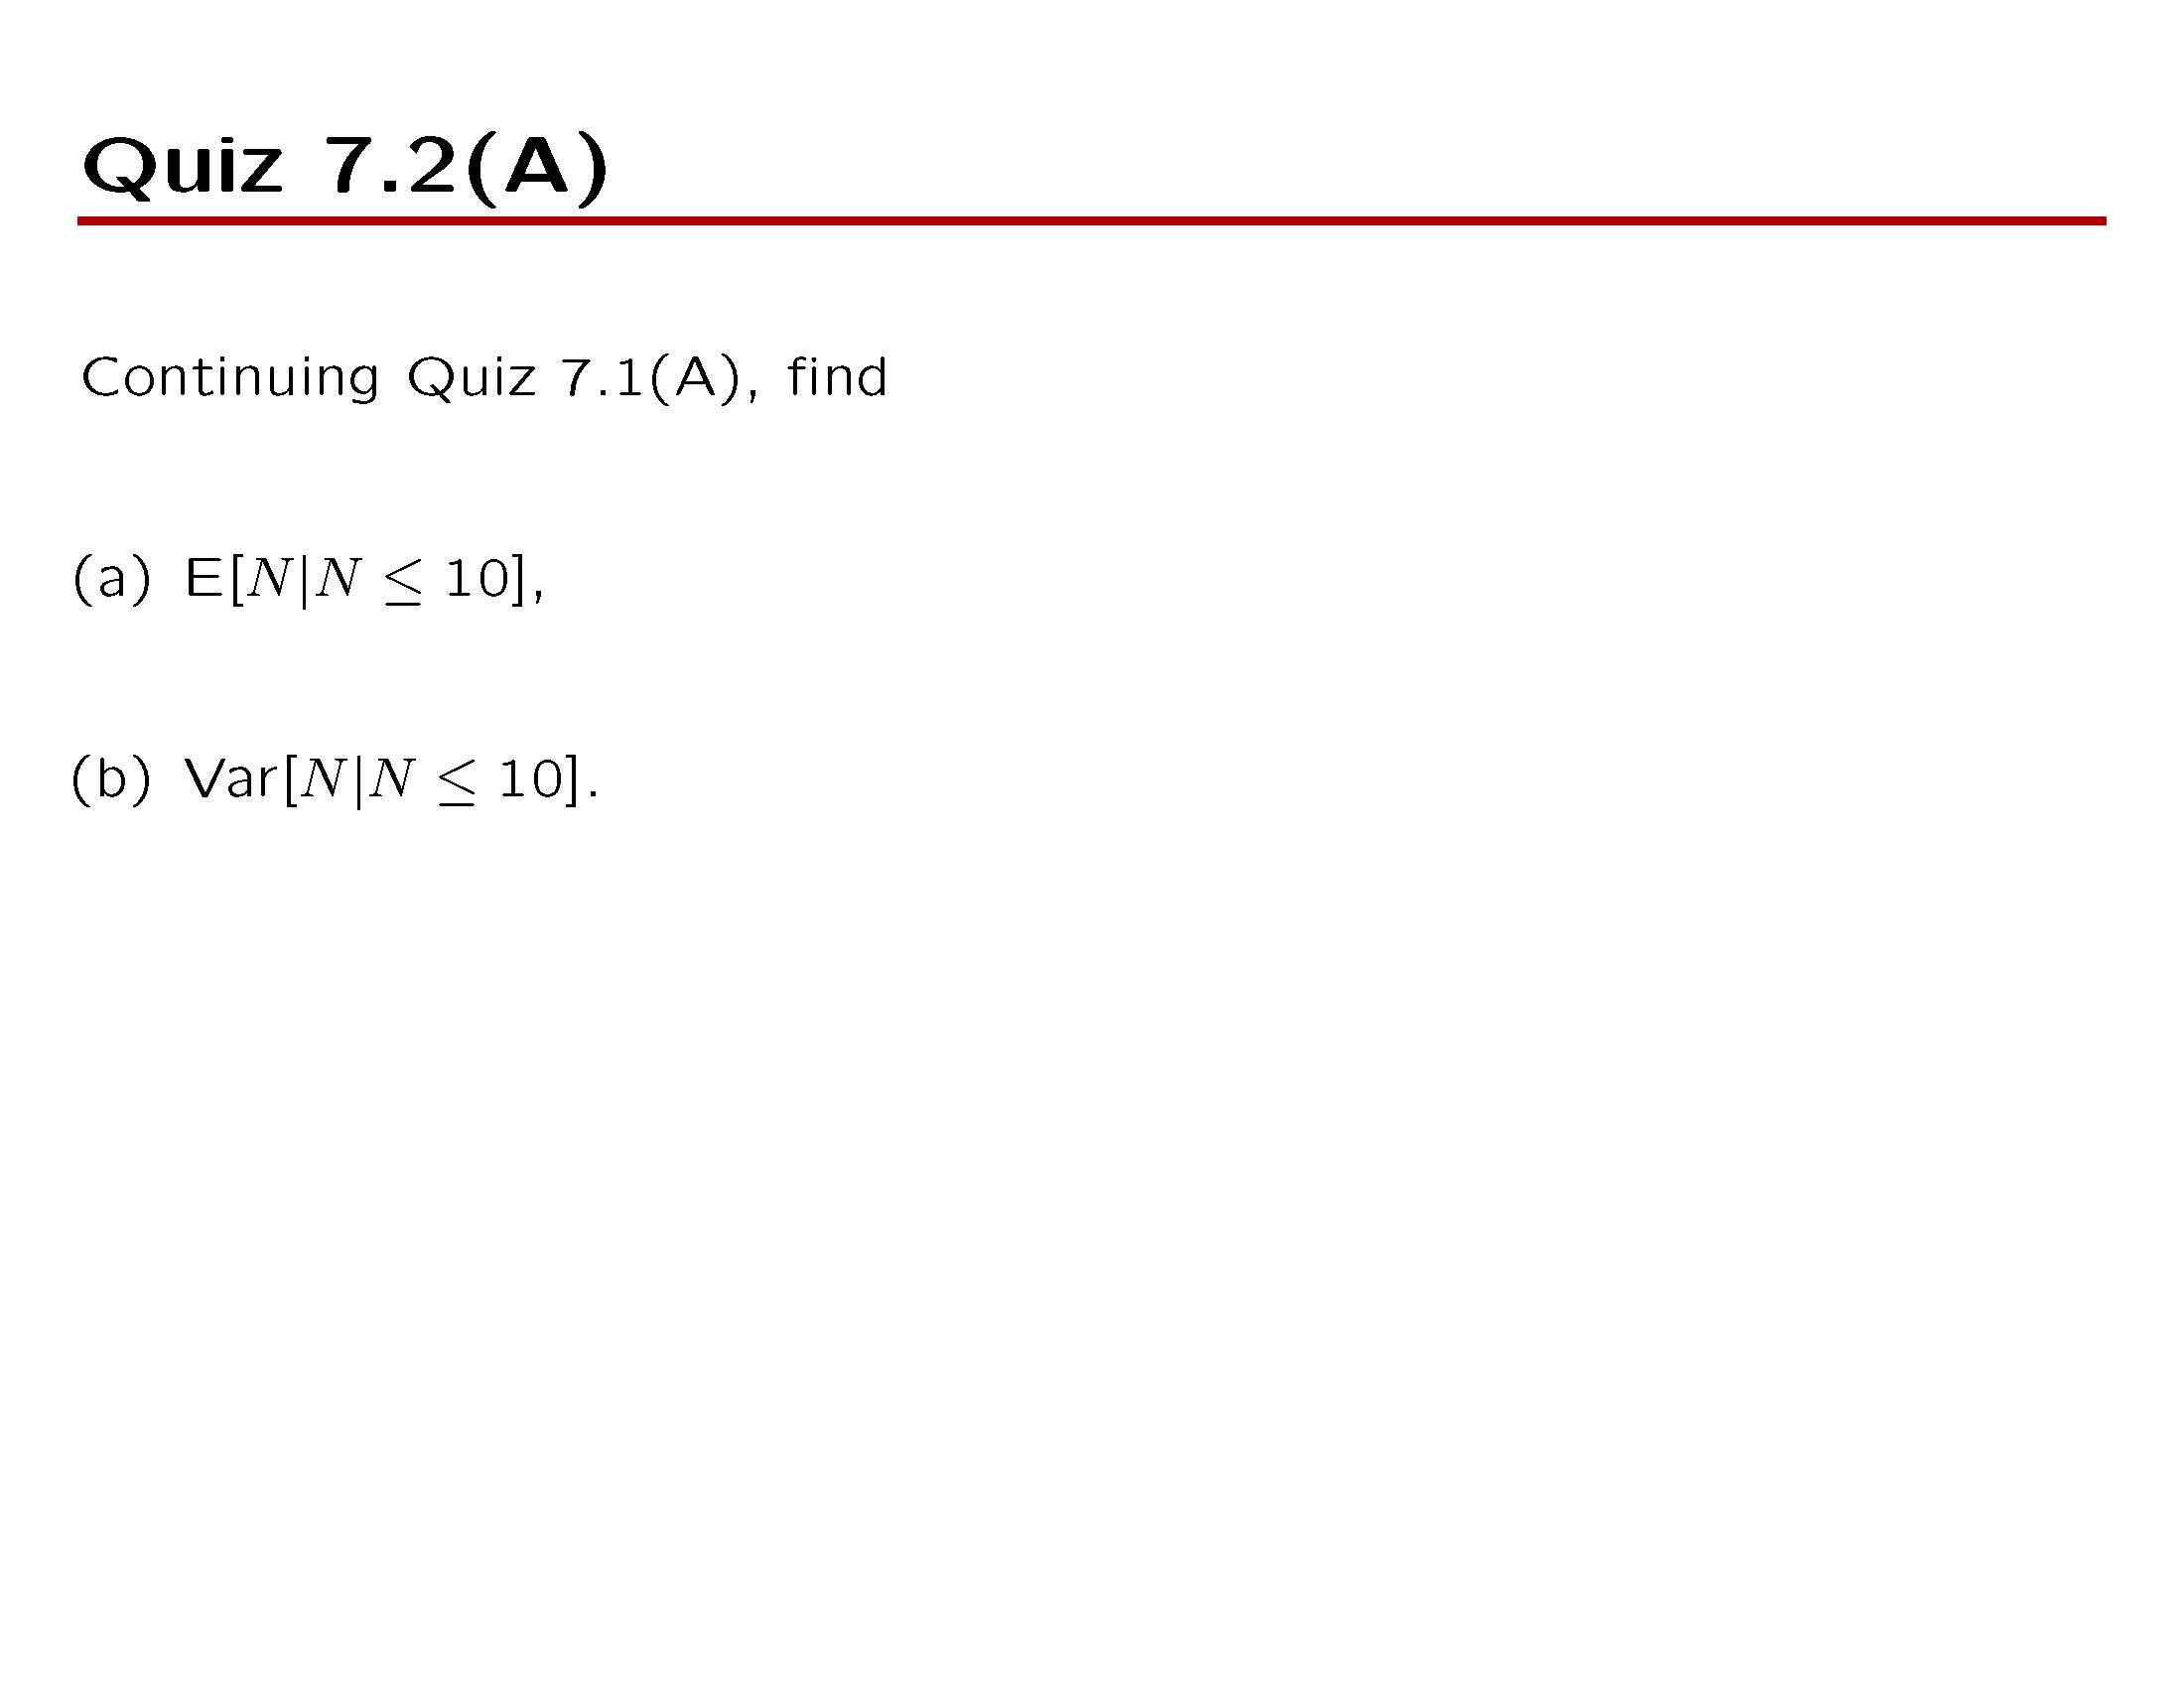 Quiz 7.2(A)
Continuing Quiz 7.1(A), find
(a) E[N|N ≤ 10],
(b) Var[N|N ≤ 10].